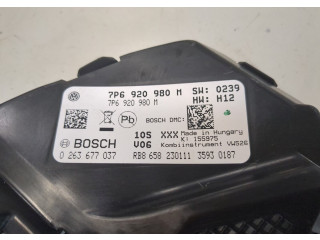 7P6 920 980 M SW: 0239
7P6 920 980 M HW: H12
Pb BOSCH DMC:
10S XXX Made in Hungary
K: 155875
BOSCH V06 Kombiinstrument VW526
0 263 677 037 RB8 658 230111 3593 0187